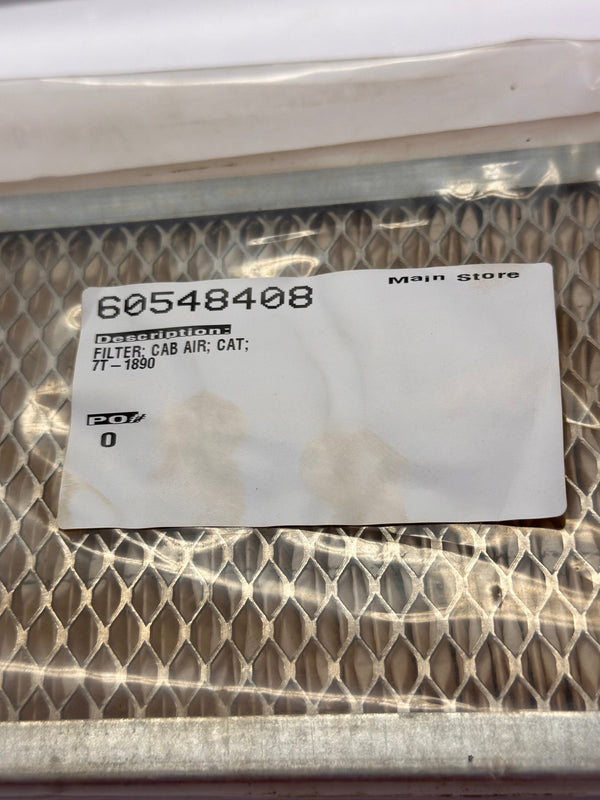 60548408
Main Store
Description:
FILTER; CAB AIR; CAT;
7T-1890
PO#
0